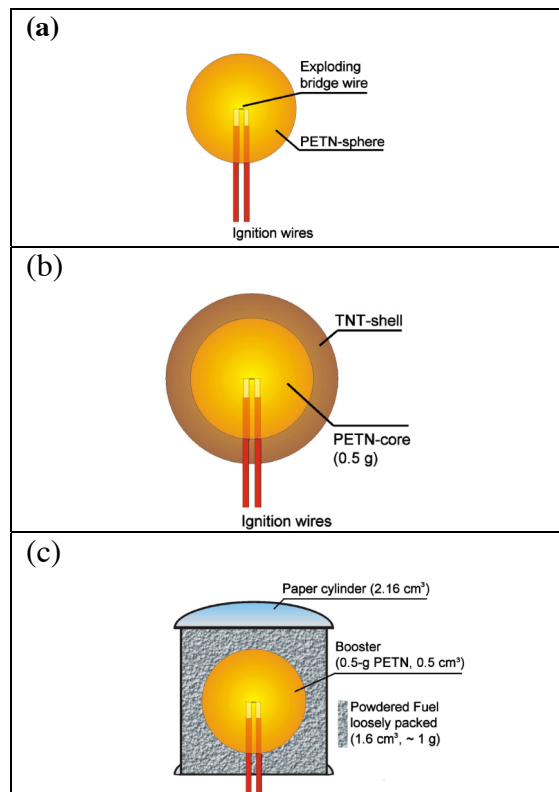 (a)
Exploding
bridge wire
PETN-sphere
Ignition wires
(b)
TNT-shell
PETN-core
(0.5 g)
Ignition wires
(c)
Paper cylinder (2.16 cm³)
Booster
(0.5-g PETN, 0.5 cm³)
Powdered Fuel
loosely packed
(1.6 cm³, ~ 1 g)